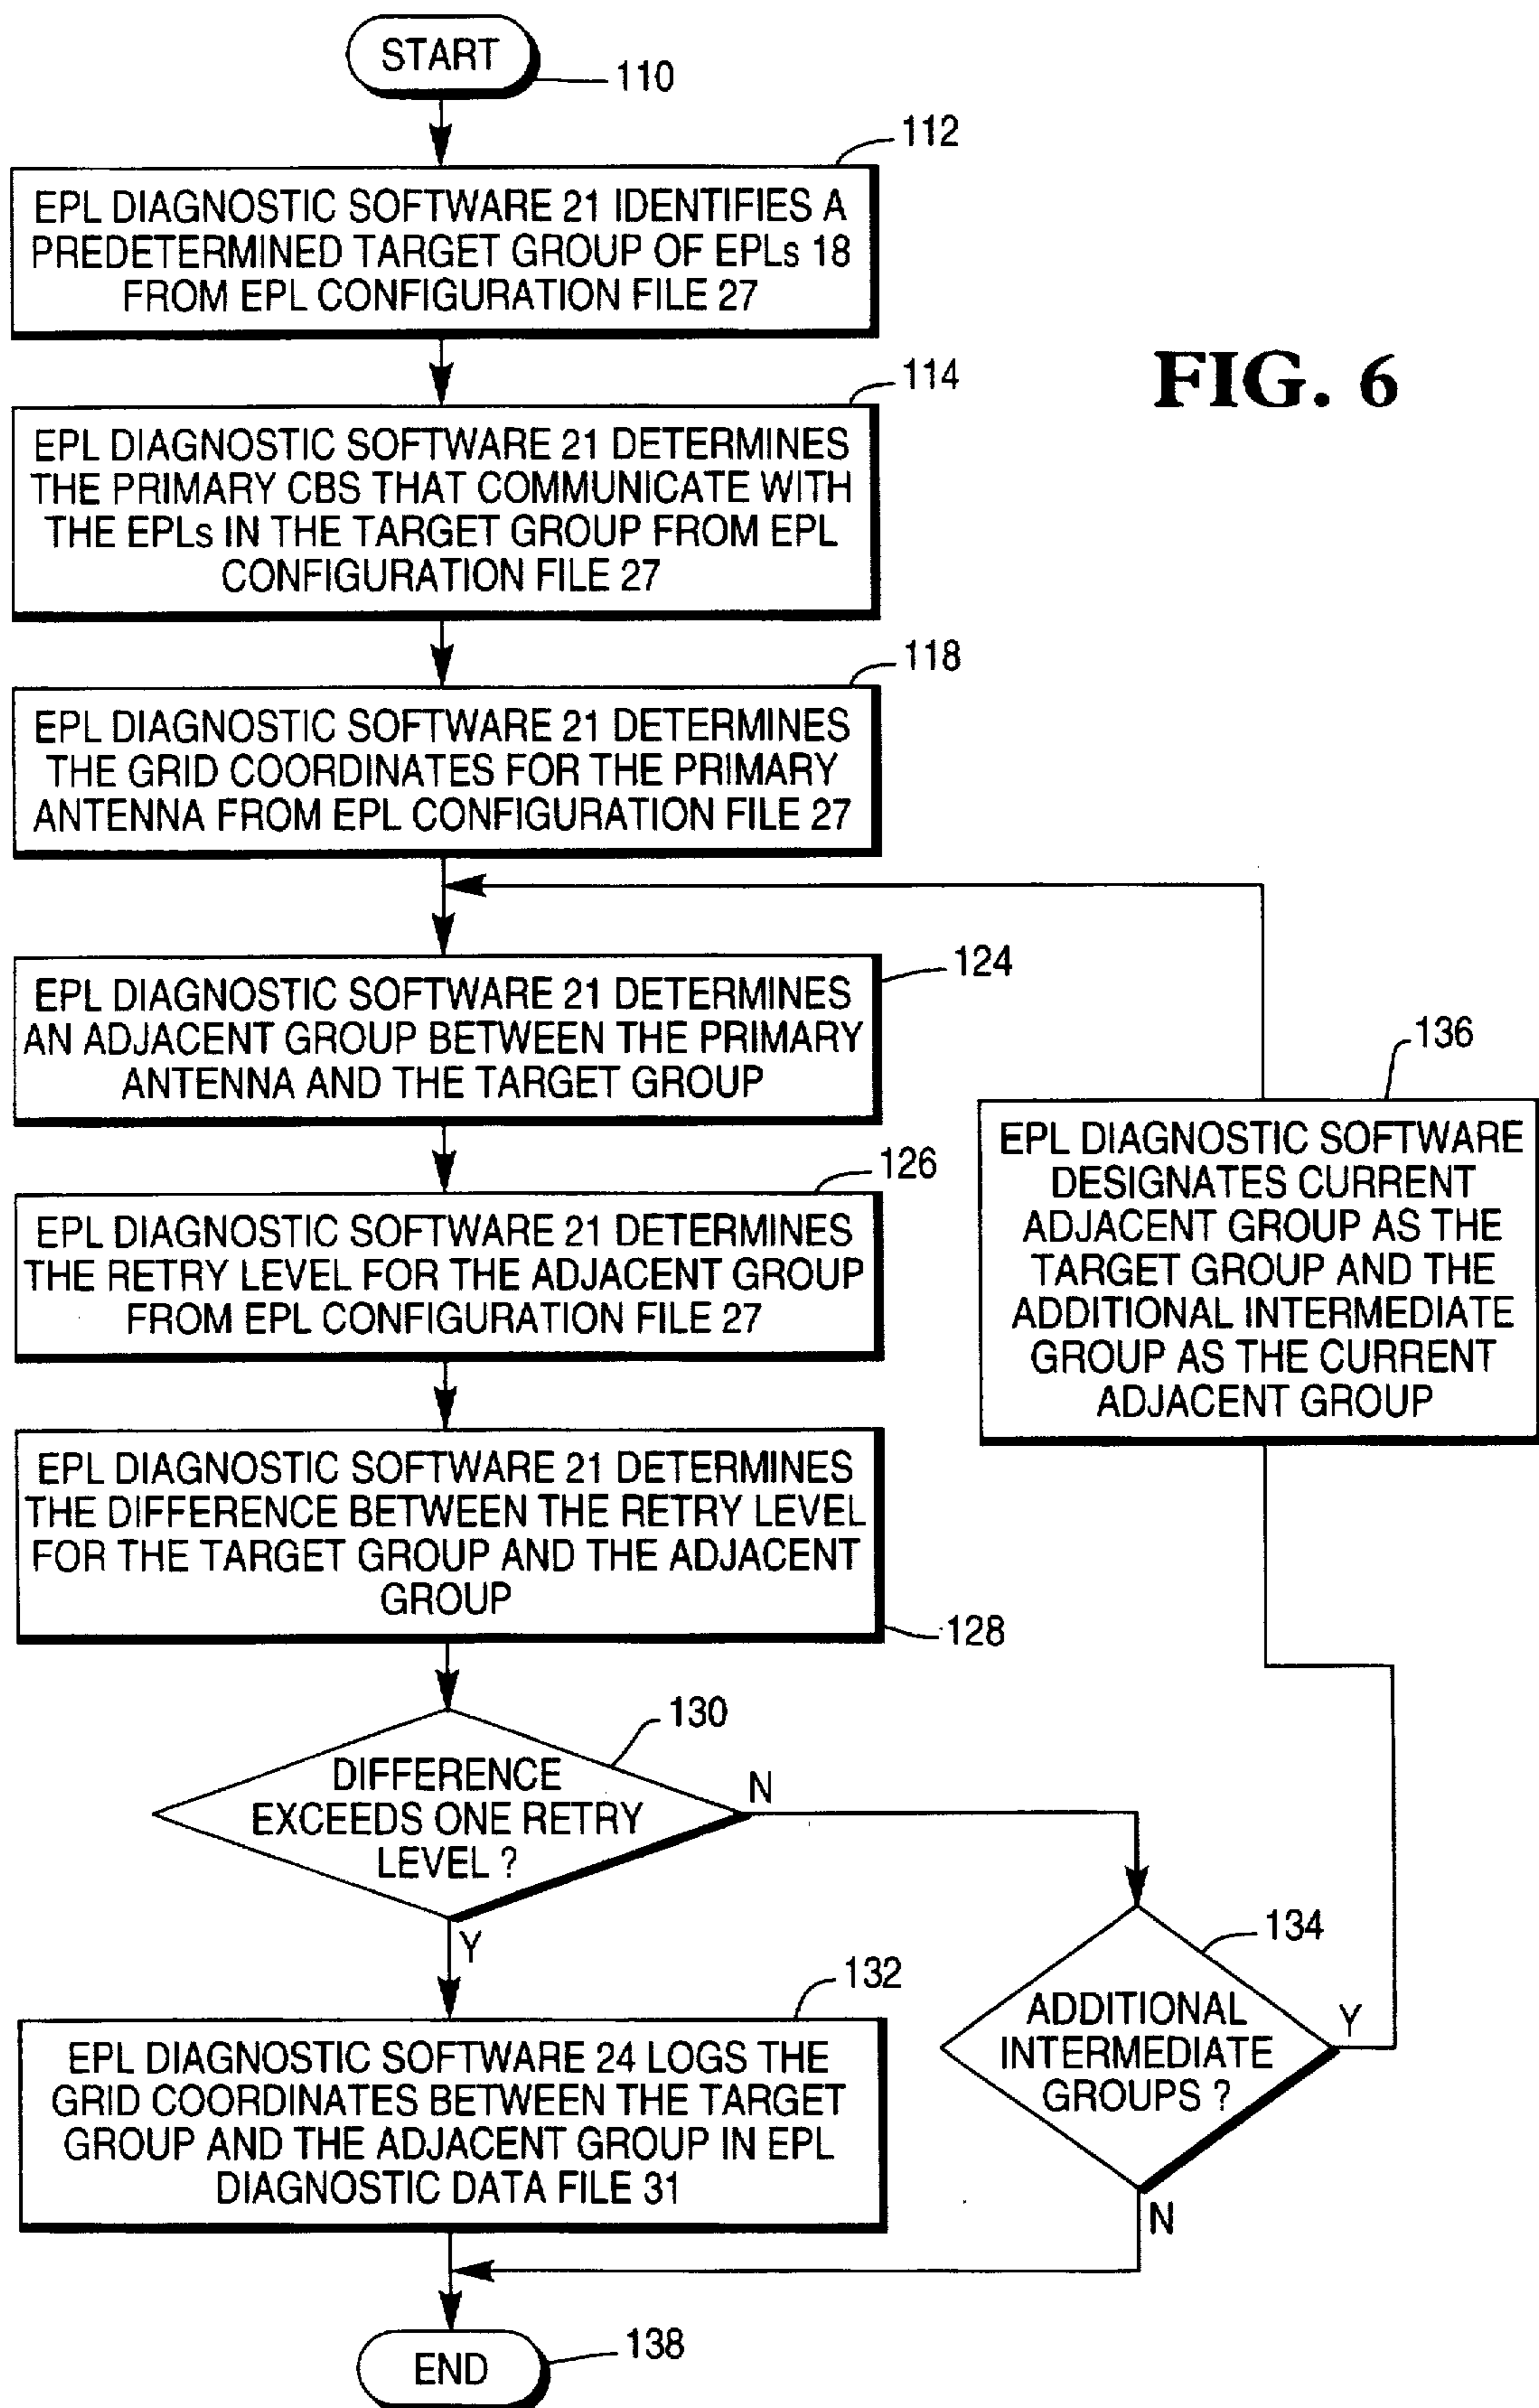 START
110
112
EPL DIAGNOSTIC SOFTWARE 21 IDENTIFIES A
PREDETERMINED TARGET GROUP OF EPLs 18
FROM EPL CONFIGURATION FILE 27
FIG. 6
114
EPL DIAGNOSTIC SOFTWARE 21 DETERMINES
THE PRIMARY CBS THAT COMMUNICATE WITH
THE EPLs IN THE TARGET GROUP FROM EPL
CONFIGURATION FILE 27
118
EPL DIAGNOSTIC SOFTWARE 21 DETERMINES
THE GRID COORDINATES FOR THE PRIMARY
ANTENNA FROM EPL CONFIGURATION FILE 27
124
EPL DIAGNOSTIC SOFTWARE 21 DETERMINES
AN ADJACENT GROUP BETWEEN THE PRIMARY
ANTENNA AND THE TARGET GROUP
136
EPL DIAGNOSTIC SOFTWARE
DESIGNATES CURRENT
ADJACENT GROUP AS THE
TARGET GROUP AND THE
ADDITIONAL INTERMEDIATE
GROUP AS THE CURRENT
ADJACENT GROUP
126
EPL DIAGNOSTIC SOFTWARE 21 DETERMINES
THE RETRY LEVEL FOR THE ADJACENT GROUP
FROM EPL CONFIGURATION FILE 27
EPL DIAGNOSTIC SOFTWARE 21 DETERMINES
THE DIFFERENCE BETWEEN THE RETRY LEVEL
FOR THE TARGET GROUP AND THE ADJACENT
GROUP
128
130
DIFFERENCE
EXCEEDS ONE RETRY
LEVEL ?
N
Y
134
ADDITIONAL
INTERMEDIATE
GROUPS ?
Y
N
132
EPL DIAGNOSTIC SOFTWARE 24 LOGS THE
GRID COORDINATES BETWEEN THE TARGET
GROUP AND THE ADJACENT GROUP IN EPL
DIAGNOSTIC DATA FILE 31
END
138